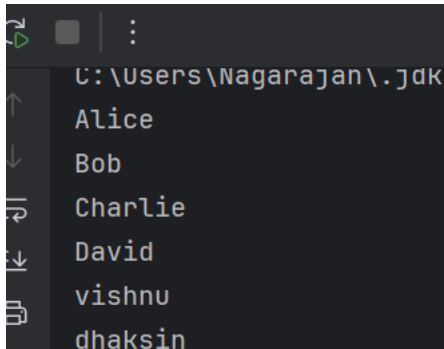 C:\Users\Nagarajan\.jdk
Alice
Bob
Charlie
David
vishnu
dhaksin